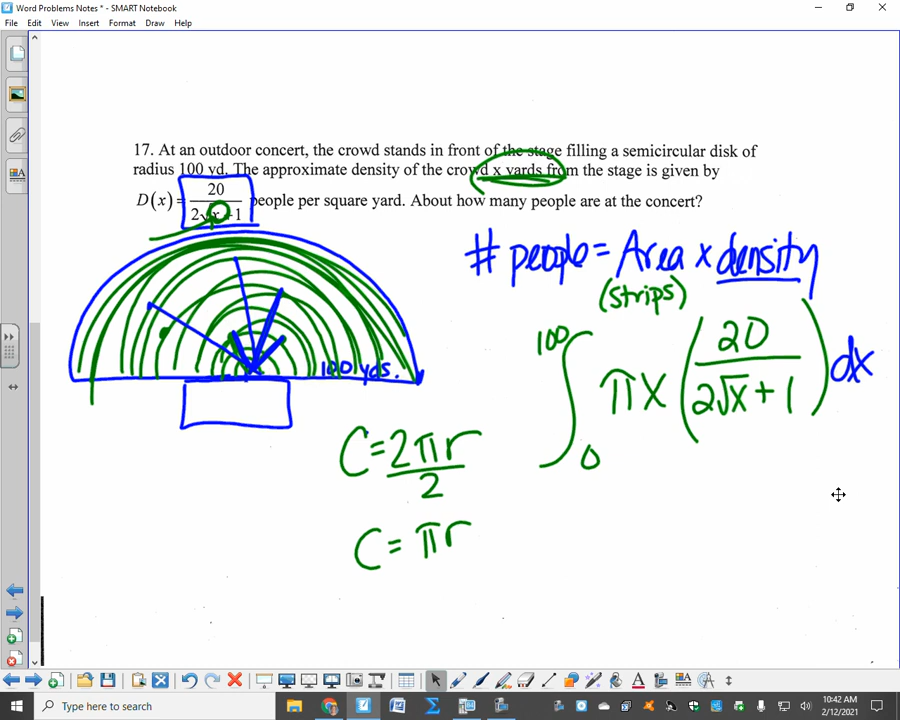 Word Problems Notes * - SMART Notebook
File Edit View Insert Format Draw Help
17. At an outdoor concert, the crowd stands in front of the stage filling a semicircular disk of
radius 100 yd. The approximate density of the crowd x yards from the stage is given by
D(x) = 20/(2√x+1) people per square yard. About how many people are at the concert?
# people = Area x density
(strips)
100 yds.
∫₀¹⁰⁰ πx (20/(2√x + 1)) dx
C = 2πr/2
C = πr
Type here to search
10:42 AM
2/12/2021